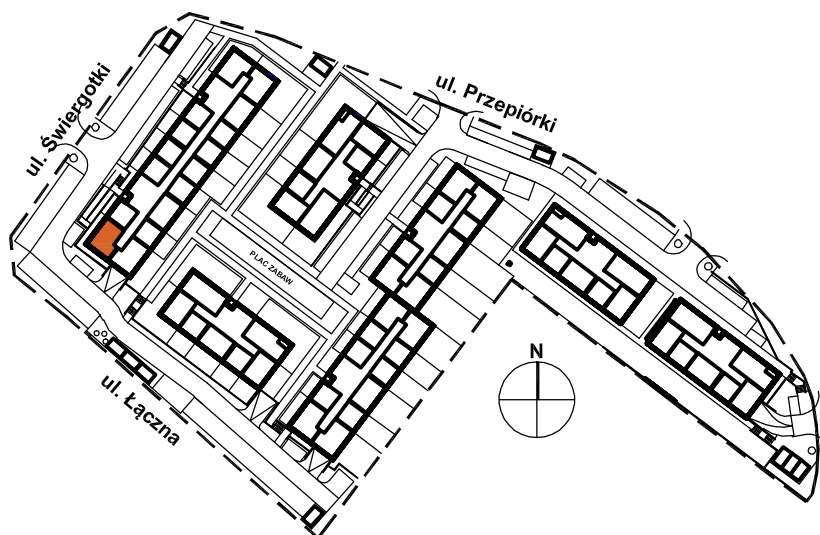 ul. Przepiórki
ul. Świergotki
PLAC ZABAW
N
ul. Łączna